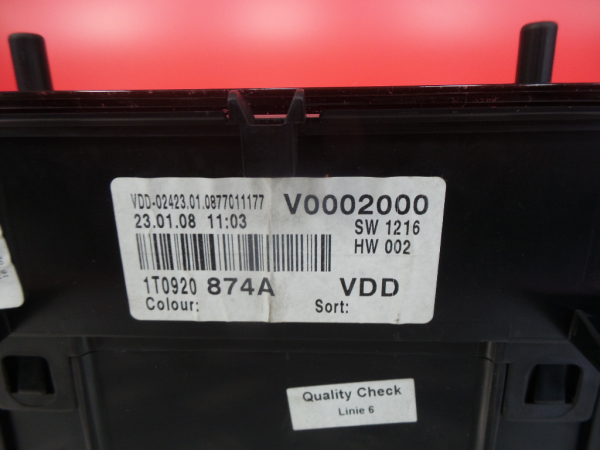 VDD-02423.01.0877011177 V0002000
23.01.08 11:03 SW 1216
HW 002
1T0920 874A VDD
Colour: Sort:
Quality Check
Linie 6